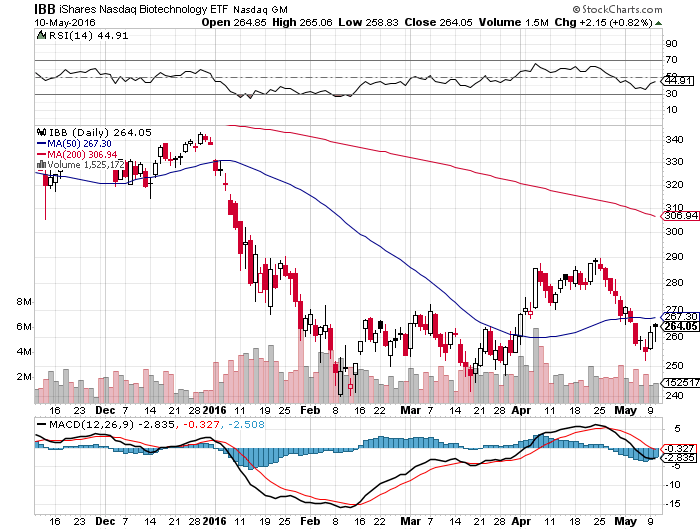 IBB iShares Nasdaq Biotechnology ETF Nasdaq GM © StockCharts.com
10-May-2016 Open 264.85 High 265.06 Low 258.83 Close 264.05 Volume 1.5M Chg +2.15 (+0.82%)
RSI(14) 44.91
90
70
50
44.91
30
10
IBB (Daily) 264.05
MA(50) 267.30
MA(200) 306.94
Volume 1,525,172
340
330
320
310
306.94
300
290
280
270
267.30
264.05
260
250
240
8M
6M
4M
2M
1525172
16 23 Dec 7 14 21 28 2016 11 19 25 Feb 8 16 22 Mar 7 14 21 28 Apr 11 18 25 May 9
MACD(12,26,9) -2.835, -0.327, -2.508
5
0
-0.327
-2.835
-5
-10
-15
16 23 Dec 7 14 21 28 2016 11 19 25 Feb 8 16 22 Mar 7 14 21 28 Apr 11 18 25 May 9